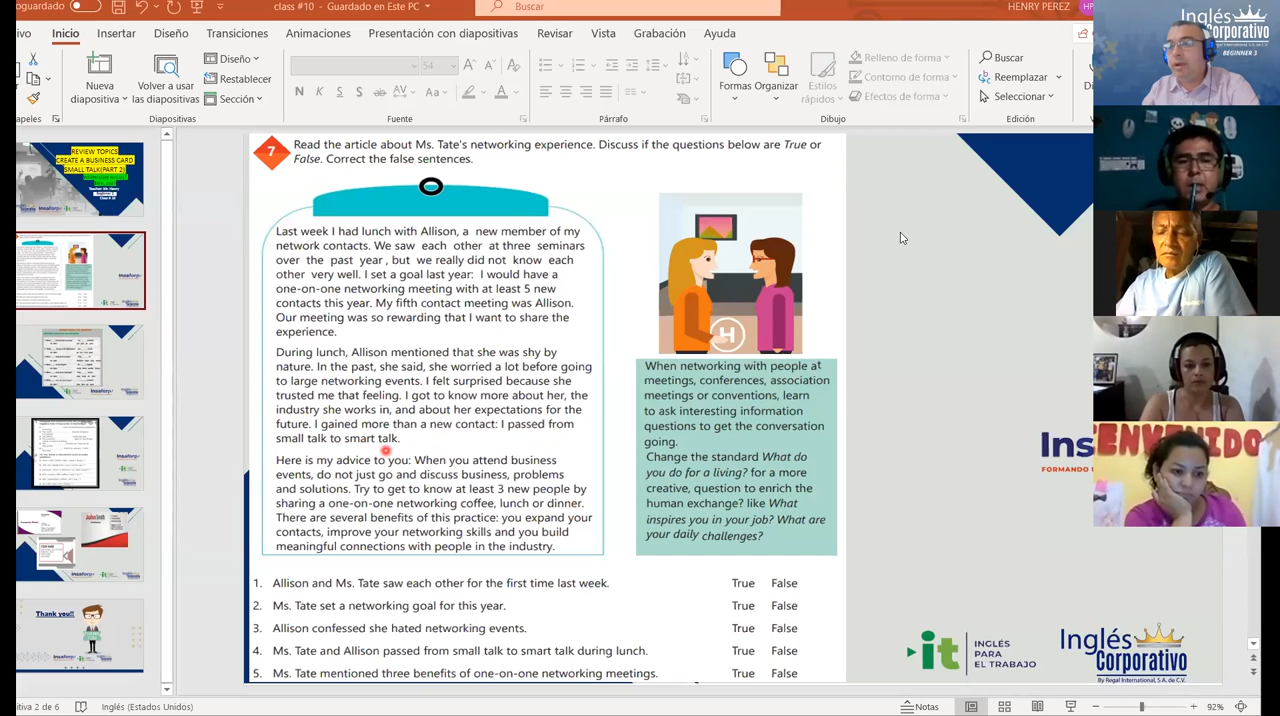 oguardado
class #10 - Guardado en Este PC
Buscar
HENRY PEREZ
HP
ivo Inicio Insertar Diseño Transiciones Animaciones Presentación con diapositivas Revisar Vista Grabación Ayuda
Nueva diapositiva
Volver a usar las diapositivas
Diseño
Restablecer
Sección
54
Formas
Organizar
Estilos rápidos
Relleno de forma
Contorno de forma
Efectos de forma
Buscar
Reemplazar
Seleccionar
apeles Diapositivas Fuente Párrafo Dibujo Edición
Inglés
Corporativo
BEGINNER 3
REVIEW TOPICS
CREATE A BUSINESS CARD
SMALL TALK(PART 2)
John Smith
Thank you!!
7
Read the article about Ms. Tate's networking experience. Discuss if the questions below are True or
False. Correct the false sentences.
Last week I had lunch with Allison, a new member of my
network contacts. We saw each other at three seminars
over the past year, but we really did not know each
other very well. I set a goal last year. I would have a
one-on-one networking meeting with at least 5 new
contacts this year. My fifth contact meeting was Allison.
Our meeting was so rewarding that I want to share the
experience.
During lunch, Allison mentioned that she was shy by
nature. In the past, she said, she worried a lot before going
to large networking events. I felt surprised because she
trusted me that feeling. I got to know more about her, the
industry she works in, and about her expectations for the
future. I gained more than a new contact. I passed from
small talk to smart talk.
Here is my advice to you: When you attend business
events, do not just go and discuss business, problems
and solutions. Try to get to know at least 3 new people by
sharing a one-on-one networking coffee, lunch or dinner.
There are several benefits of this practice: you expand your
contacts, improve your networking skills and you build
meaningful connections with people in the industry.
When networking with people at
meetings, conferences, association
meetings or conventions, learn
to ask interesting information
questions to get the conversation
going.
Change the standard What do
you do for a living? for a more
creative, question to enrich the
human exchange? like What
inspires you in your job? What are
your daily challenges?
1. Allison and Ms. Tate saw each other for the first time last week. True False
2. Ms. Tate set a networking goal for this year. True False
3. Allison confessed she hated networking events. True False
4. Ms. Tate and Allison passed from small talk to smart talk during lunch. True False
5. Ms. Tate mentioned three benefits of one-on-one networking meetings. True False
Ins
FORMANDO
ENVENIDO
it
INGLÉS
PARA
EL TRABAJO
Inglés
Corporativo
By Regal International, S.A. de C.V.
itiva 2 de 6
Inglés (Estados Unidos)
Notas
92%